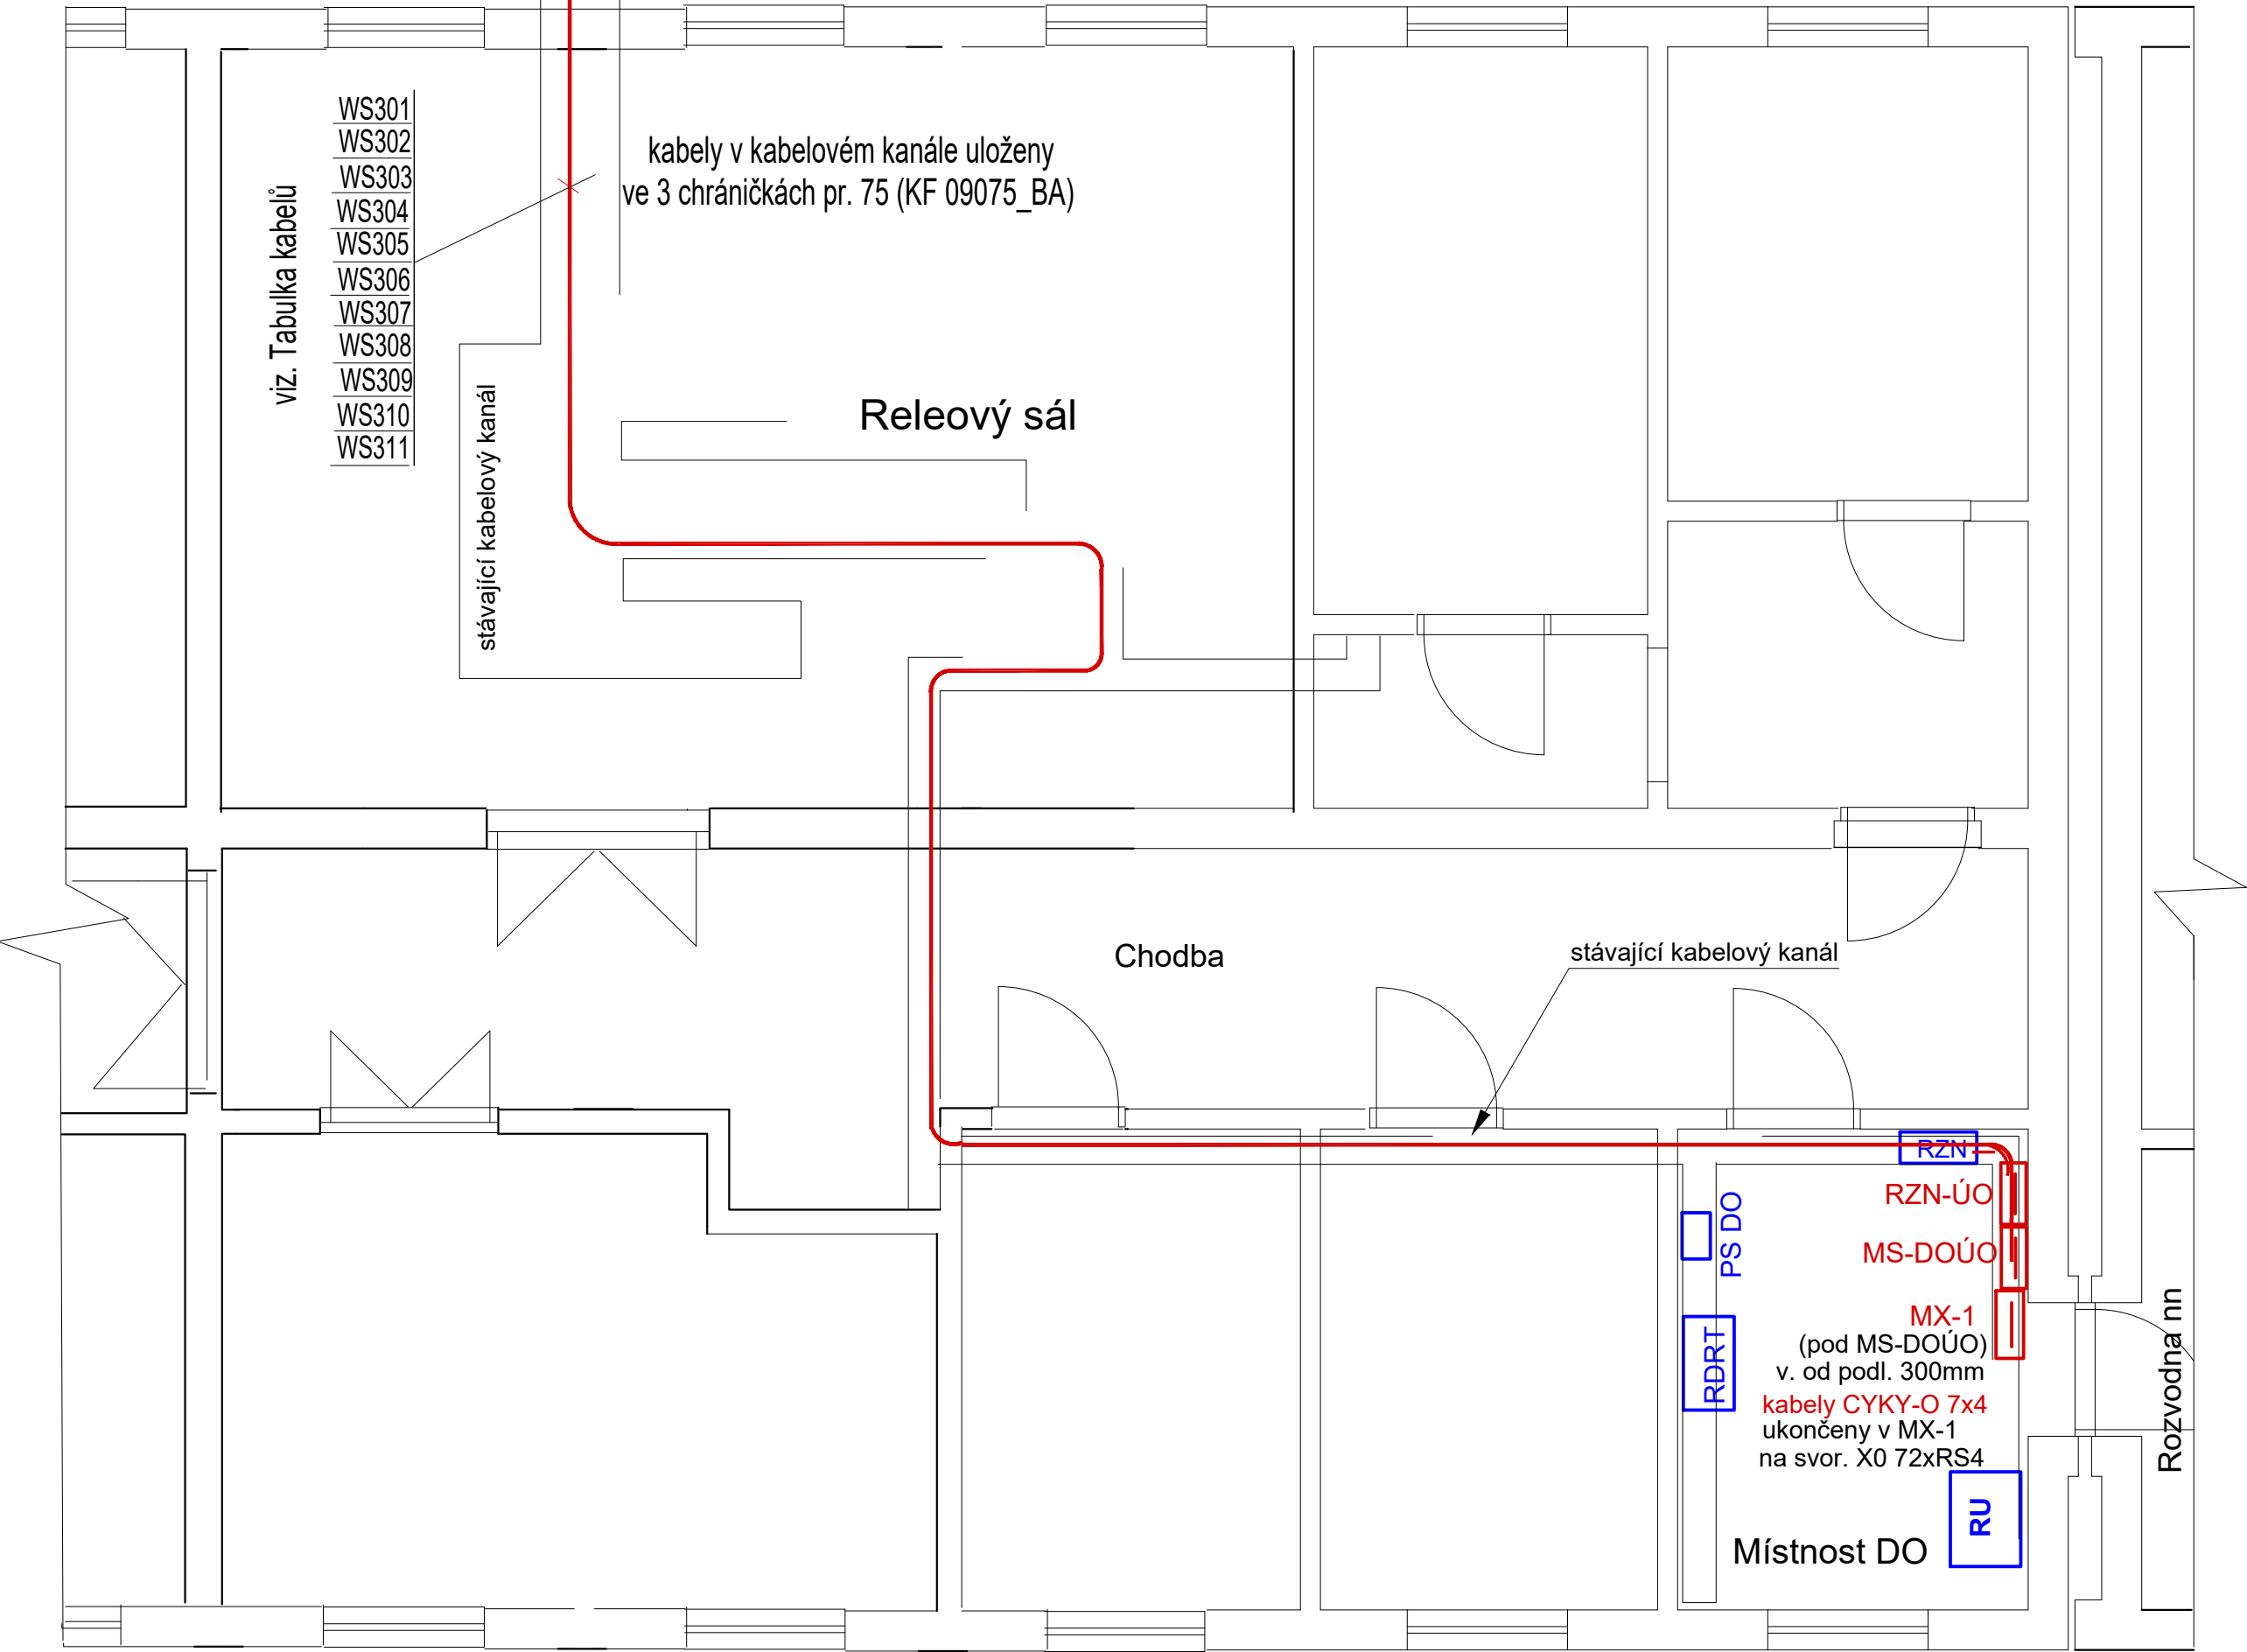 WS301
WS302
WS303
WS304
WS305
WS306
WS307
WS308
WS309
WS310
WS311
viz. Tabulka kabelů
kabely v kabelovém kanále uloženy
ve 3 chráničkách pr. 75 (KF 09075_BA)
Releový sál
stávající kabelový kanál
Chodba
stávající kabelový kanál
RZN
RZN-ÚO
PS DO
MS-DOÚO
MX-1
(pod MS-DOÚO)
v. od podl. 300mm
RDRT
kabely CYKY-O 7x4
ukončeny v MX-1
na svor. X0 72xRS4
Rozvodna nn
RU
Místnost DO